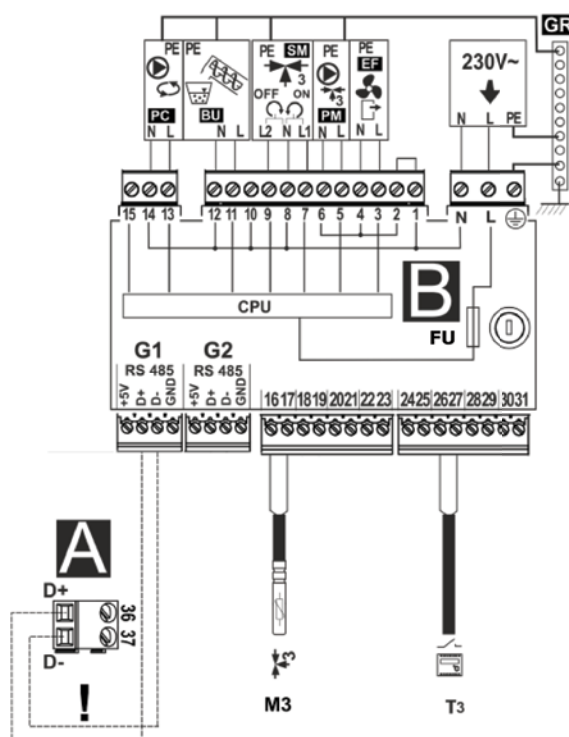 GR
PE PE PE SM PE PE
3 EF 230V~
3
OFF ON
PC BU PM
N L N L L2 N L1 N L N L N L PE
15 14 13 12 11 10 9 8 7 6 5 4 3 2 1 N L
CPU B
FU
G1 G2
RS 485 RS 485
+5V D+ D- GND +5V D+ D- GND
16 17 18 19 20 21 22 23 24 25 26 27 28 29 30 31
A
D+
36
37
D-
!
3
M3 T3